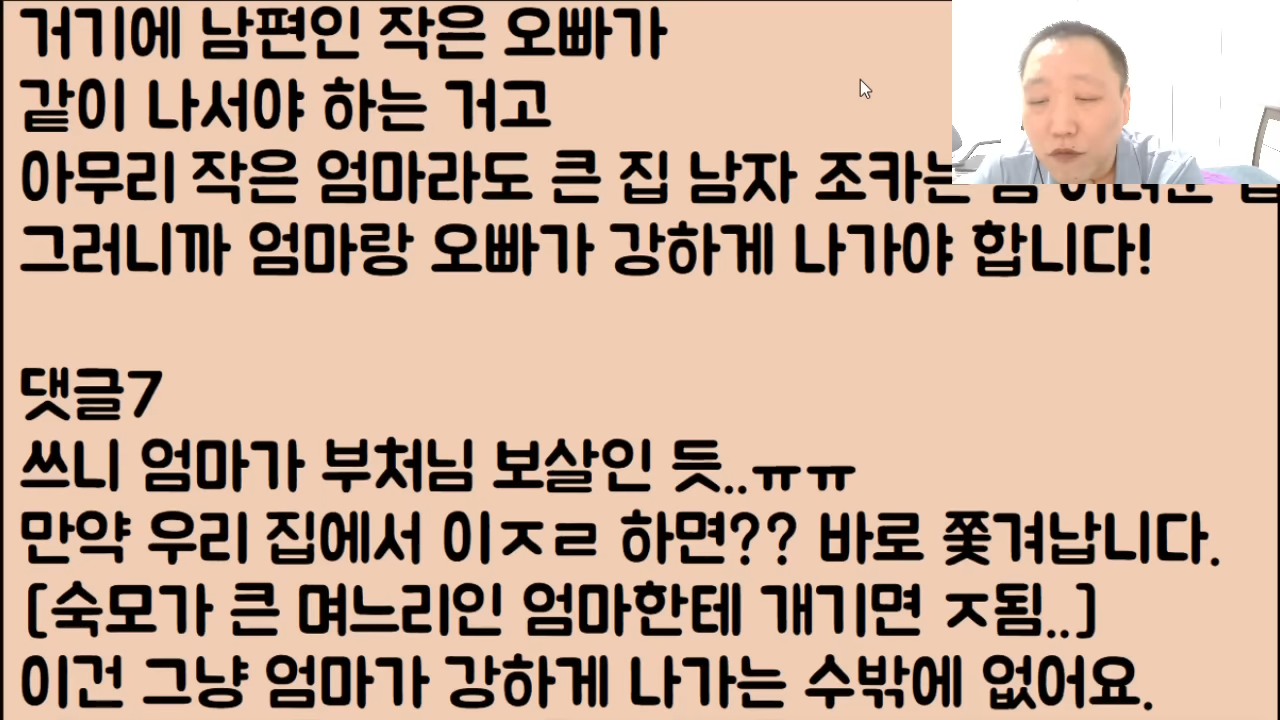 거기에 남편인 작은 오빠가
같이 나서야 하는 거고
아무리 작은 엄마라도 큰 집 남자 조카는
그러니까 엄마랑 오빠가 강하게 나가야 합니다!
댓글7
쓰니 엄마가 부처님 보살인 듯..ㅠㅠ
만약 우리 집에서 이ㅈㄹ 하면?? 바로 쫓겨납니다.
[숙모가 큰 며느리인 엄마한테 개기면 ㅈ됨..]
이건 그냥 엄마가 강하게 나가는 수밖에 없어요.